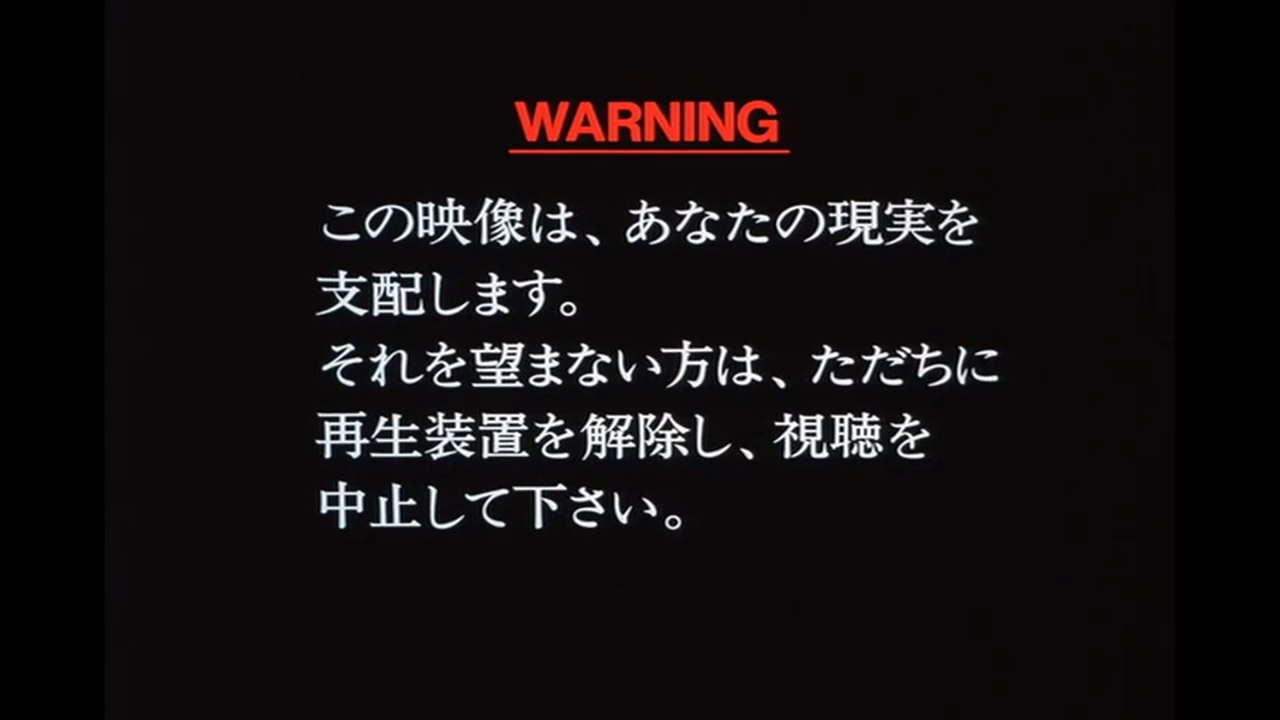 WARNING
この映像は、あなたの現実を
支配します。
それを望まない方は、ただちに
再生装置を解除し、視聴を
中止して下さい。